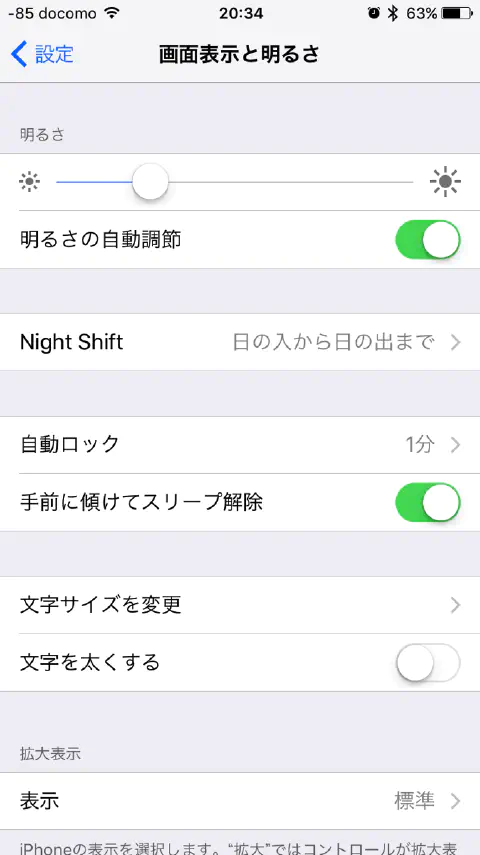 -85 docomo 20:34 63%
設定 画面表示と明るさ
明るさ
明るさの自動調節
Night Shift 日の入から日の出まで
自動ロック 1分
手前に傾けてスリープ解除
文字サイズを変更
文字を太くする
拡大表示
表示 標準
iPhoneの表示を選択します。“拡大”ではコントロールが拡大表